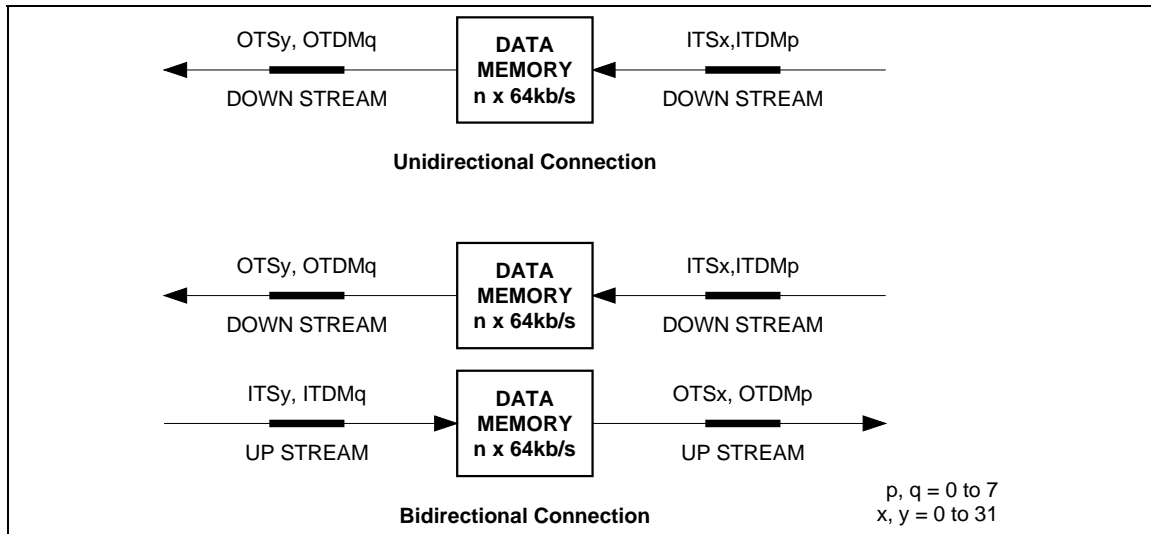 OTSy, OTDMq
DATA
MEMORY
n x 64kb/s
ITSx,ITDMp
DOWN STREAM
DOWN STREAM
Unidirectional Connection
OTSy, OTDMq
DATA
MEMORY
n x 64kb/s
ITSx,ITDMp
DOWN STREAM
DOWN STREAM
ITSy, ITDMq
DATA
MEMORY
n x 64kb/s
OTSx, OTDMp
UP STREAM
UP STREAM
Bidirectional Connection
p, q = 0 to 7
x, y = 0 to 31